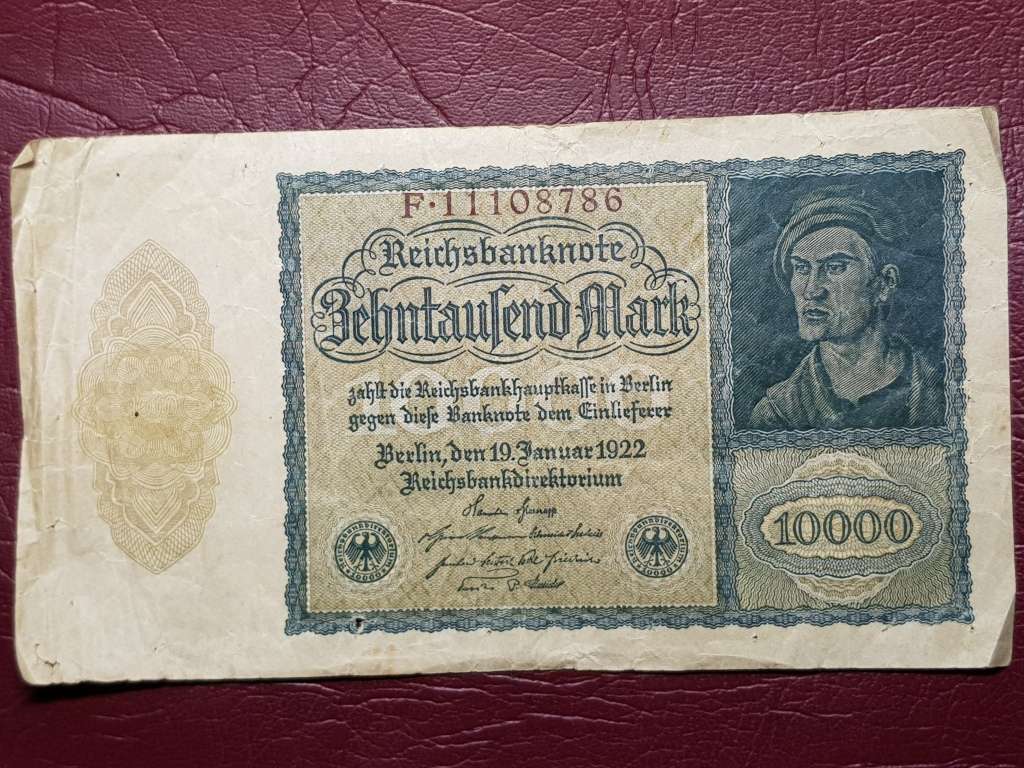 F·11108786
Reichsbanknote
Zehntauſend Mark
zahlt die Reichsbankhauptkaſſe in Berlin
gegen dieſe Banknote dem Einlieferer
Berlin, den 19. Januar 1922
Reichsbankdirektorium
10000